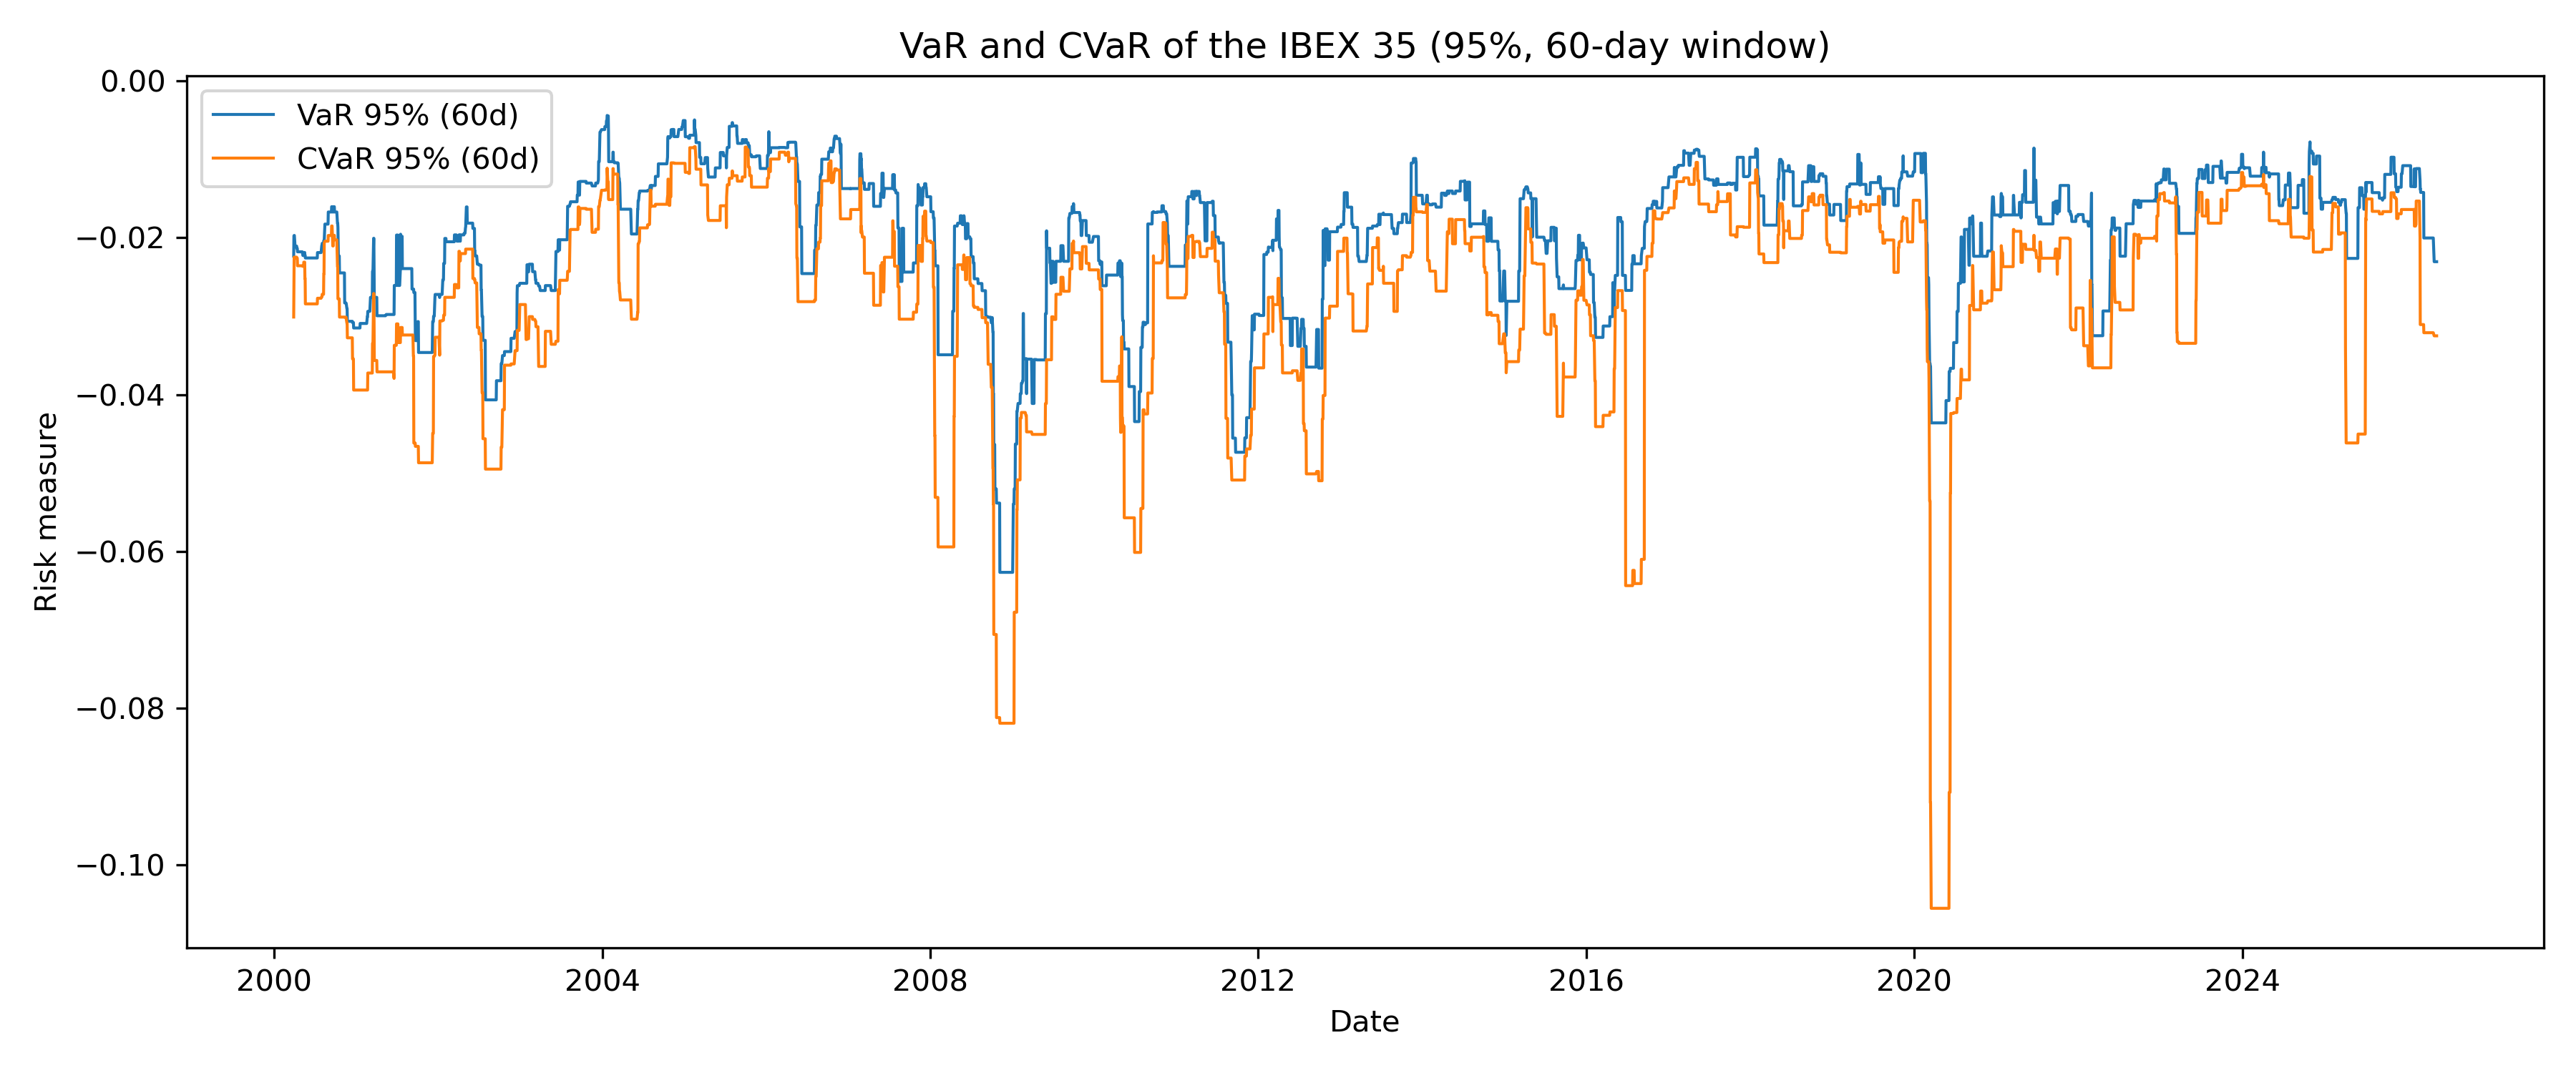 VaR and CVaR of the IBEX 35 (95%, 60-day window)
VaR 95% (60d)
CVaR 95% (60d)
Risk measure
0.00
−0.02
−0.04
−0.06
−0.08
−0.10
2000 2004 2008 2012 2016 2020 2024
Date